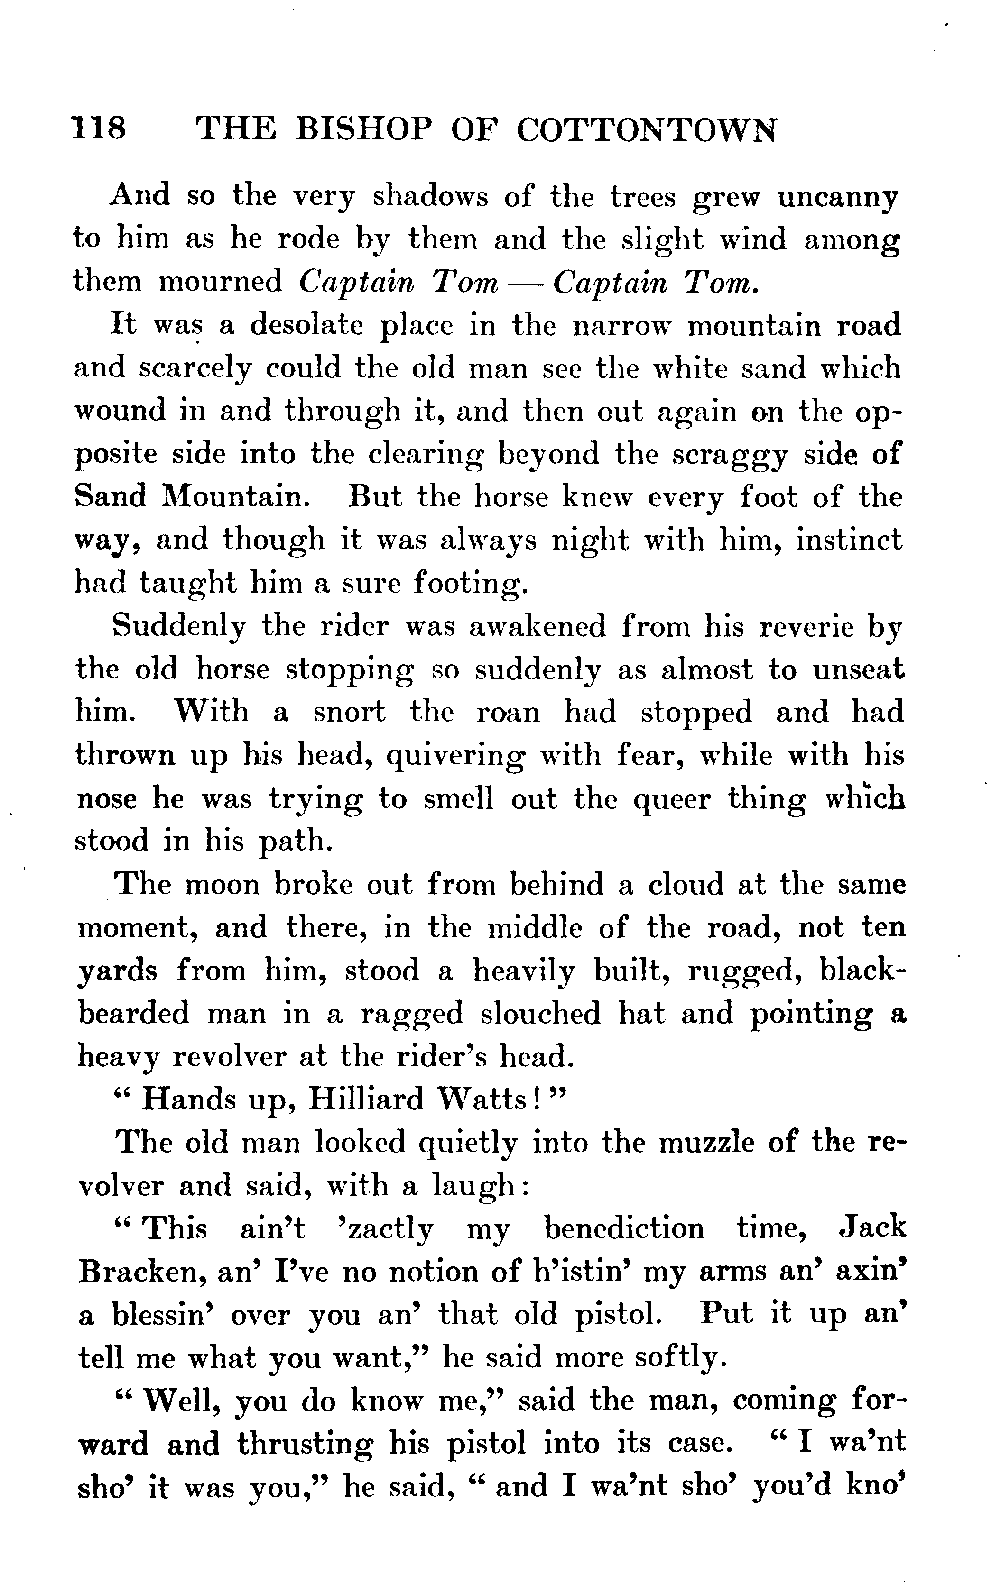 118 THE BISHOP OF COTTONTOWN
And so the very shadows of the trees grew uncanny
to him as he rode by them and the slight wind among
them mourned Captain Tom — Captain Tom.
It was a desolate place in the narrow mountain road
and scarcely could the old man see the white sand which
wound in and through it, and then out again on the op-
posite side into the clearing beyond the scraggy side of
Sand Mountain. But the horse knew every foot of the
way, and though it was always night with him, instinct
had taught him a sure footing.
Suddenly the rider was awakened from his reverie by
the old horse stopping so suddenly as almost to unseat
him. With a snort the roan had stopped and had
thrown up his head, quivering with fear, while with his
nose he was trying to smell out the queer thing which
stood in his path.
The moon broke out from behind a cloud at the same
moment, and there, in the middle of the road, not ten
yards from him, stood a heavily built, rugged, black-
bearded man in a ragged slouched hat and pointing a
heavy revolver at the rider's head.
“ Hands up, Hilliard Watts! ”
The old man looked quietly into the muzzle of the re-
volver and said, with a laugh:
“ This ain’t ’zactly my benediction time, Jack
Bracken, an’ I’ve no notion of h’istin’ my arms an’ axin’
a blessin’ over you an’ that old pistol. Put it up an’
tell me what you want,” he said more softly.
“ Well, you do know me,” said the man, coming for-
ward and thrusting his pistol into its case. “ I wa’nt
sho’ it was you,” he said, “ and I wa’nt sho’ you’d kno’